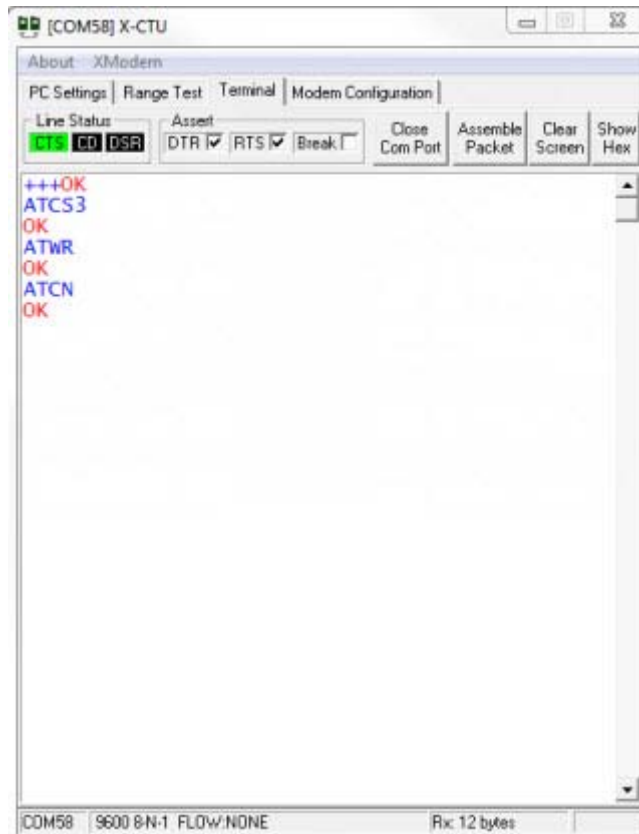 [COM58] X-CTU
About XModem
PC Settings Range Test Terminal Modem Configuration
Line Status Assert
CTS CD DSR DTR RTS Break
Close Com Port
Assemble Packet
Clear Screen
Show Hex
+++OK
ATCS3
OK
ATWR
OK
ATCN
OK
COM58 9600 8-N-1 FLOW:NONE Rx: 12 bytes